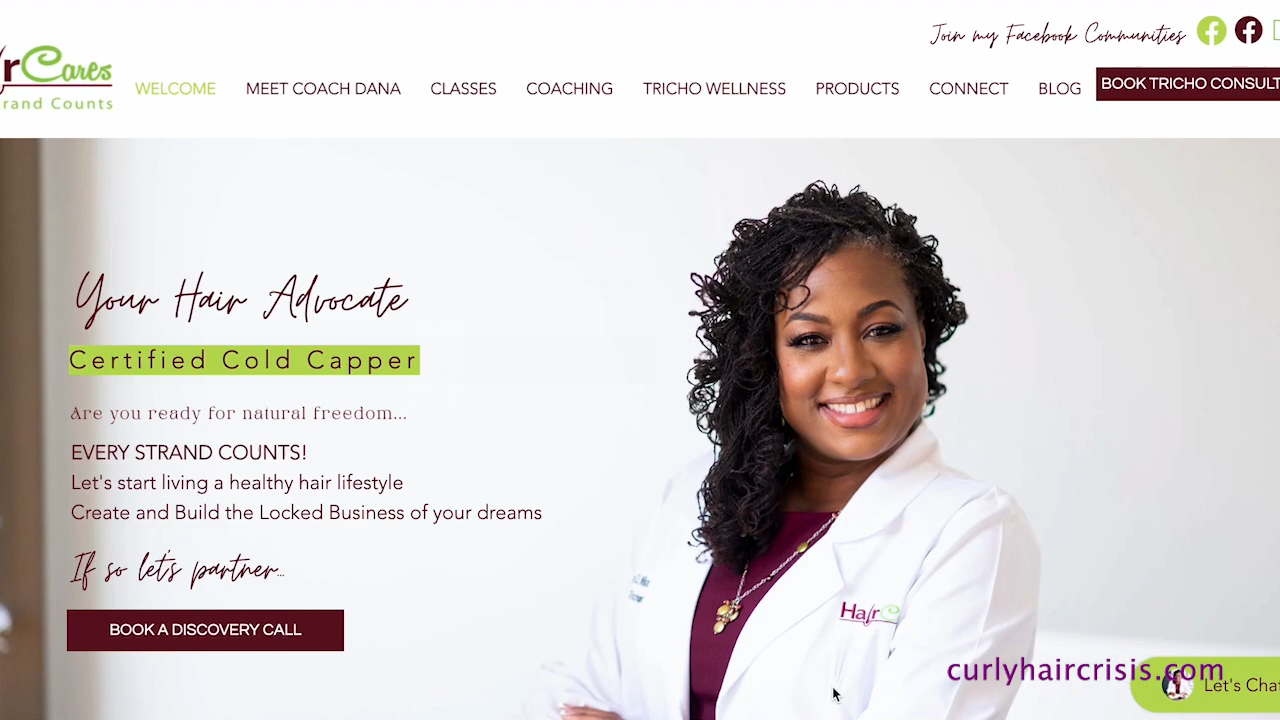 Join my Facebook Communities
rCares
rand Counts
WELCOME
MEET COACH DANA
CLASSES
COACHING
TRICHO WELLNESS
PRODUCTS
CONNECT
BLOG
BOOK TRICHO CONSULT
Your Hair Advocate
Certified Cold Capper
Are you ready for natural freedom...
EVERY STRAND COUNTS!
Let's start living a healthy hair lifestyle
Create and Build the Locked Business of your dreams
If so let's partner...
BOOK A DISCOVERY CALL
HairC
curlyhaircrisis.com
Let's Chat